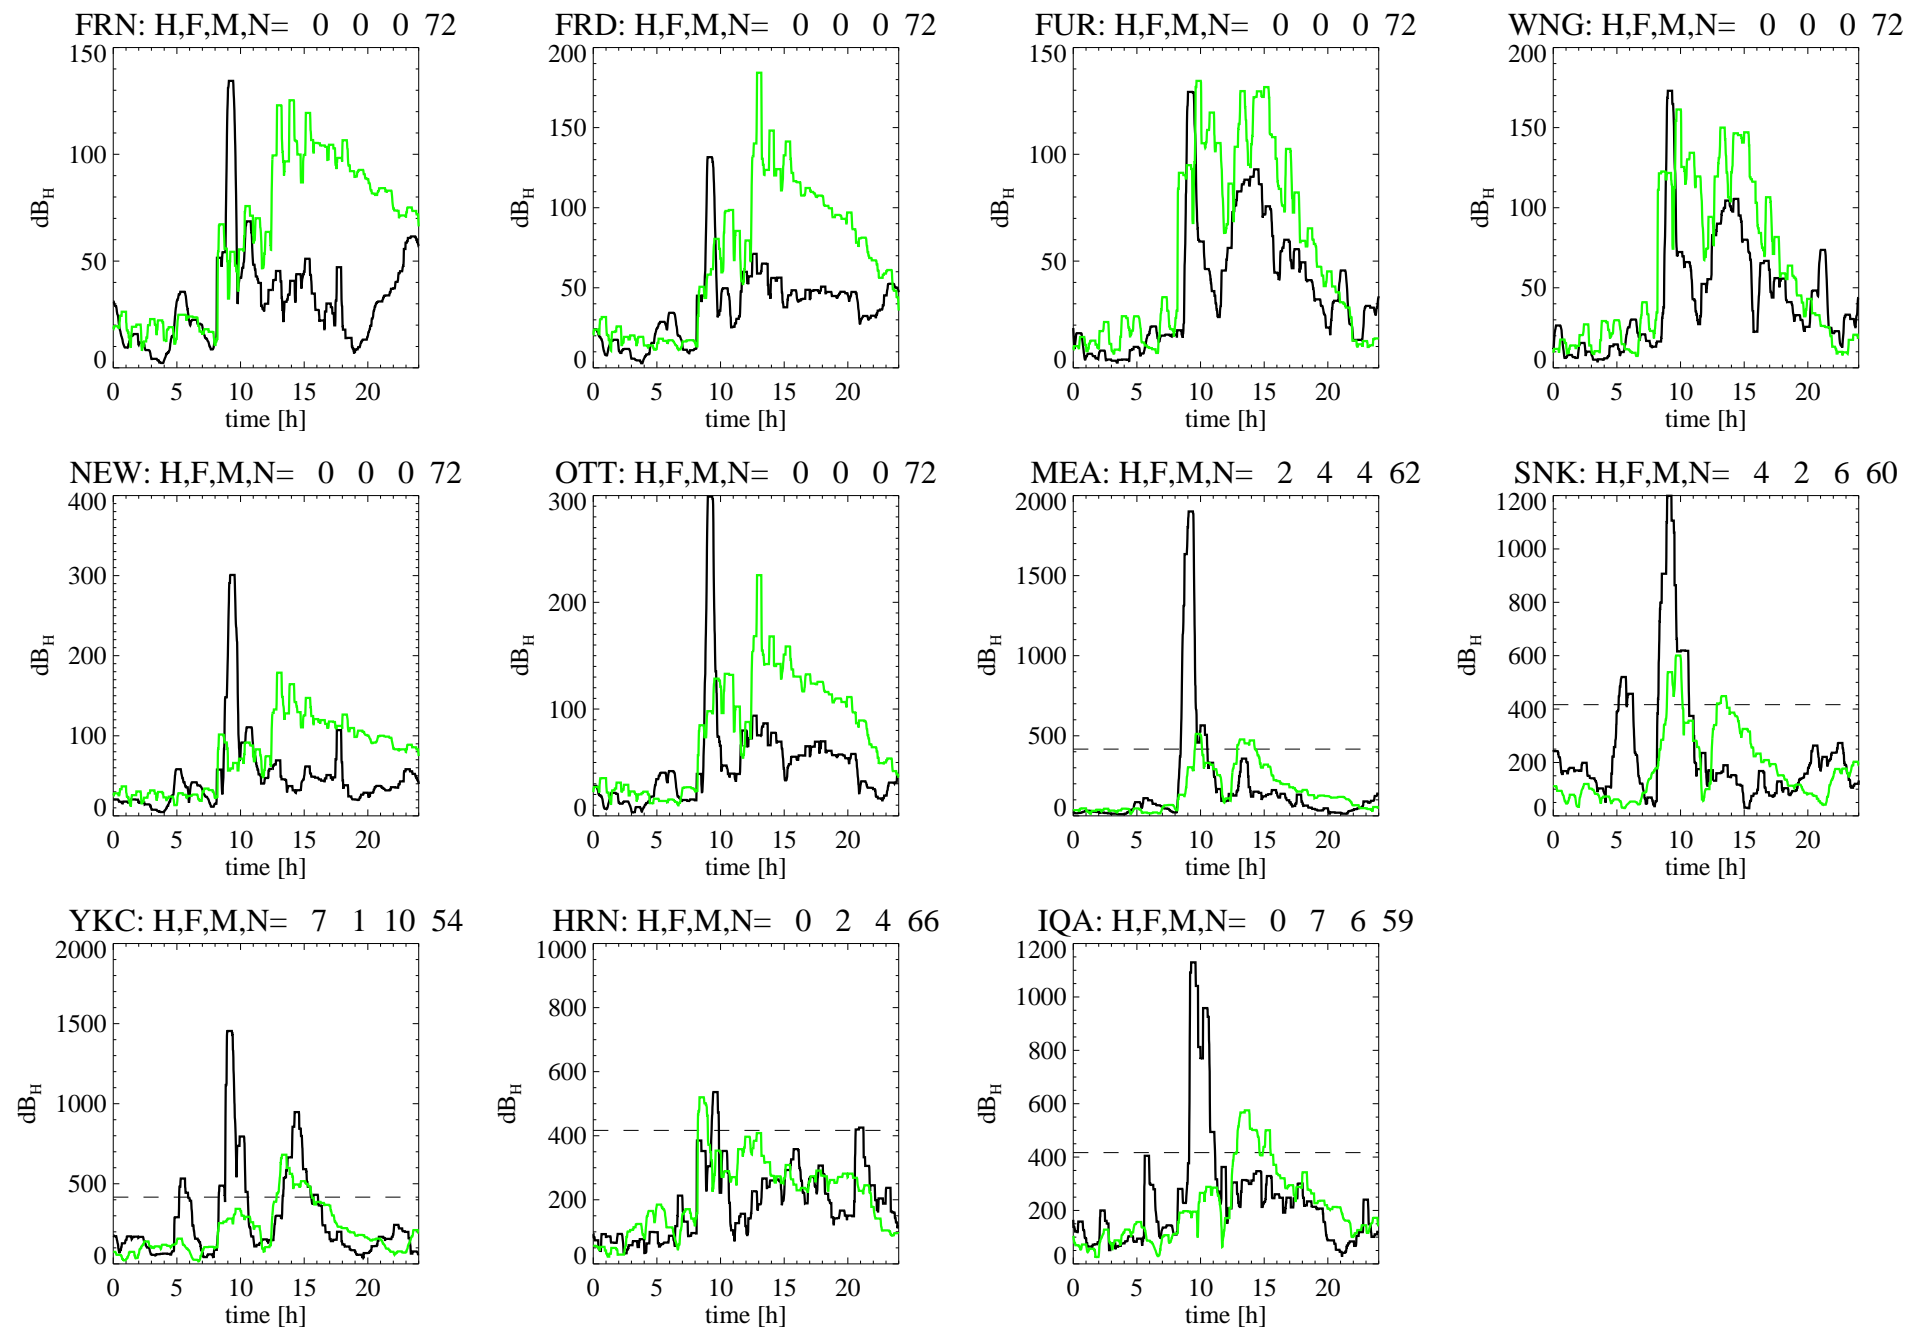 FRN: H,F,M,N= 0 0 0 72
FRD: H,F,M,N= 0 0 0 72
FUR: H,F,M,N= 0 0 0 72
WNG: H,F,M,N= 0 0 0 72
150
100
50
0
dB_H
0 5 10 15 20
time [h]
200
150
100
50
0
dB_H
0 5 10 15 20
time [h]
150
100
50
0
dB_H
0 5 10 15 20
time [h]
200
150
100
50
0
dB_H
0 5 10 15 20
time [h]
NEW: H,F,M,N= 0 0 0 72
OTT: H,F,M,N= 0 0 0 72
MEA: H,F,M,N= 2 4 4 62
SNK: H,F,M,N= 4 2 6 60
400
300
200
100
0
dB_H
0 5 10 15 20
time [h]
300
200
100
0
dB_H
0 5 10 15 20
time [h]
2000
1500
1000
500
0
dB_H
0 5 10 15 20
time [h]
1200
1000
800
600
400
200
0
dB_H
0 5 10 15 20
time [h]
YKC: H,F,M,N= 7 1 10 54
HRN: H,F,M,N= 0 2 4 66
IQA: H,F,M,N= 0 7 6 59
2000
1500
1000
500
0
dB_H
0 5 10 15 20
time [h]
1000
800
600
400
200
0
dB_H
0 5 10 15 20
time [h]
1200
1000
800
600
400
200
0
dB_H
0 5 10 15 20
time [h]